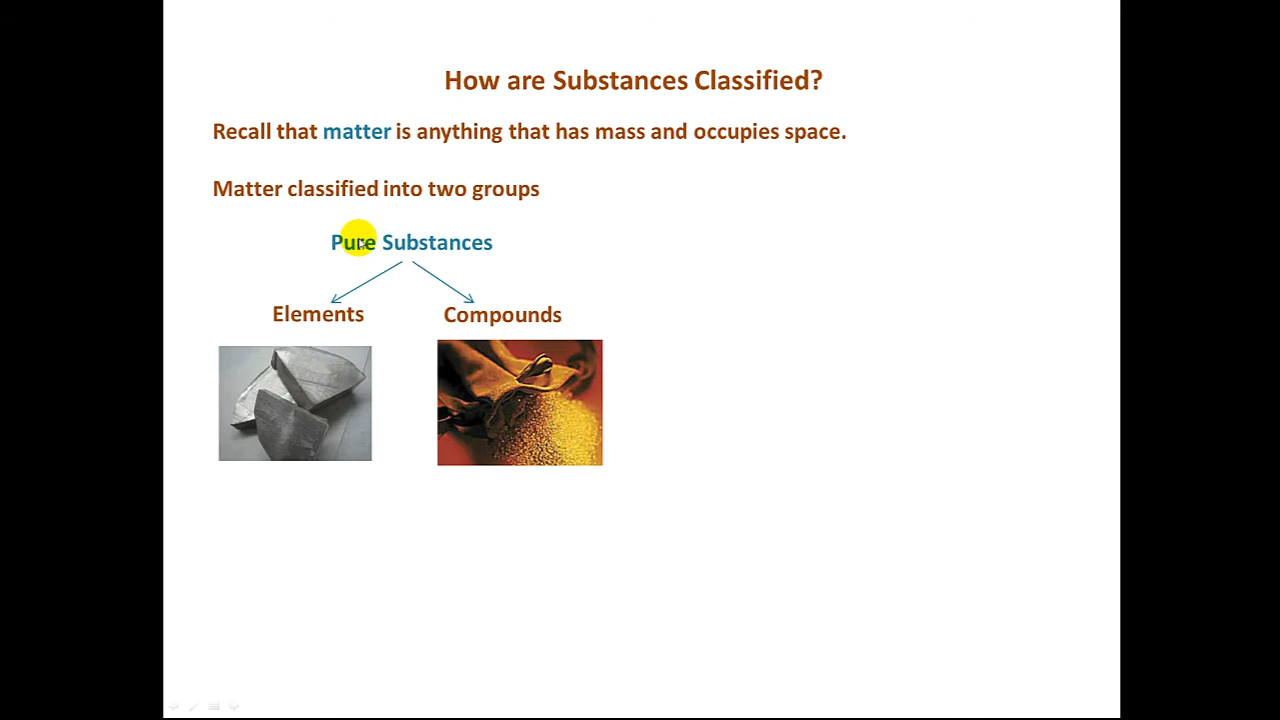 How are Substances Classified?
Recall that matter is anything that has mass and occupies space.
Matter classified into two groups
Pure Substances
Elements Compounds